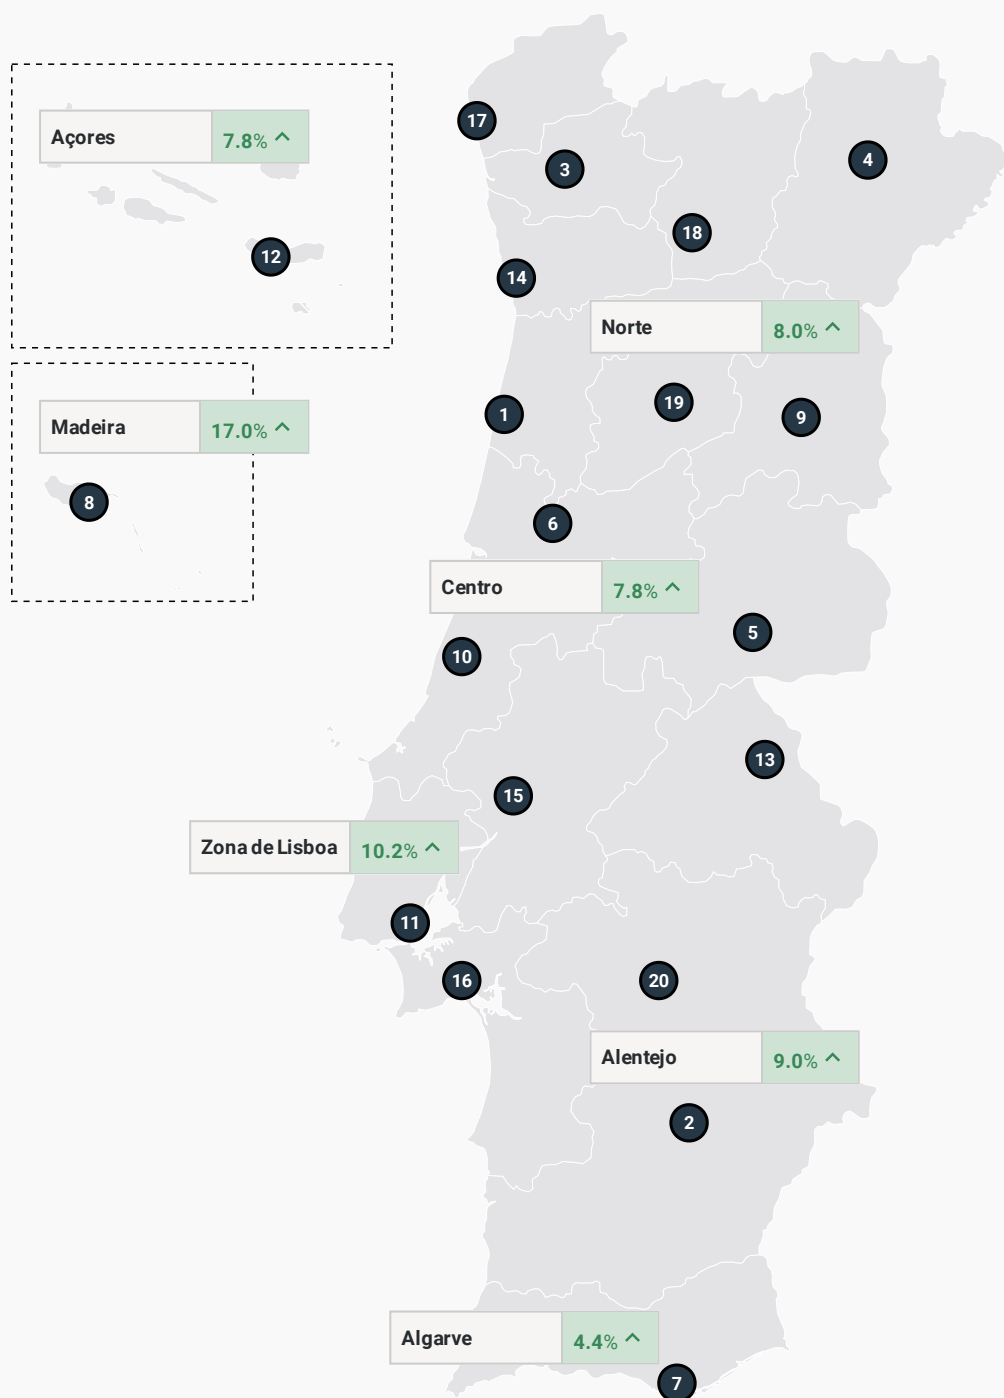 17
Açores 7.8%
3
4
18
12
14
Norte 8.0%
19
1
9
Madeira 17.0%
8
6
Centro 7.8%
5
10
13
15
Zona de Lisboa 10.2%
11
16
20
Alentejo 9.0%
2
Algarve 4.4%
7